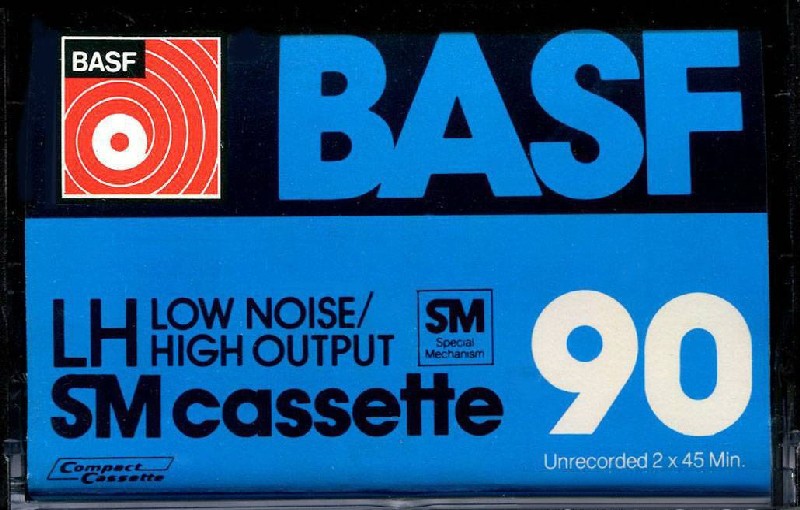 BASF
BASF
LH LOW NOISE/
HIGH OUTPUT
SM
Special
Mechanism
SM cassette
90
Compact
Cassette
Unrecorded 2 x 45 Min.